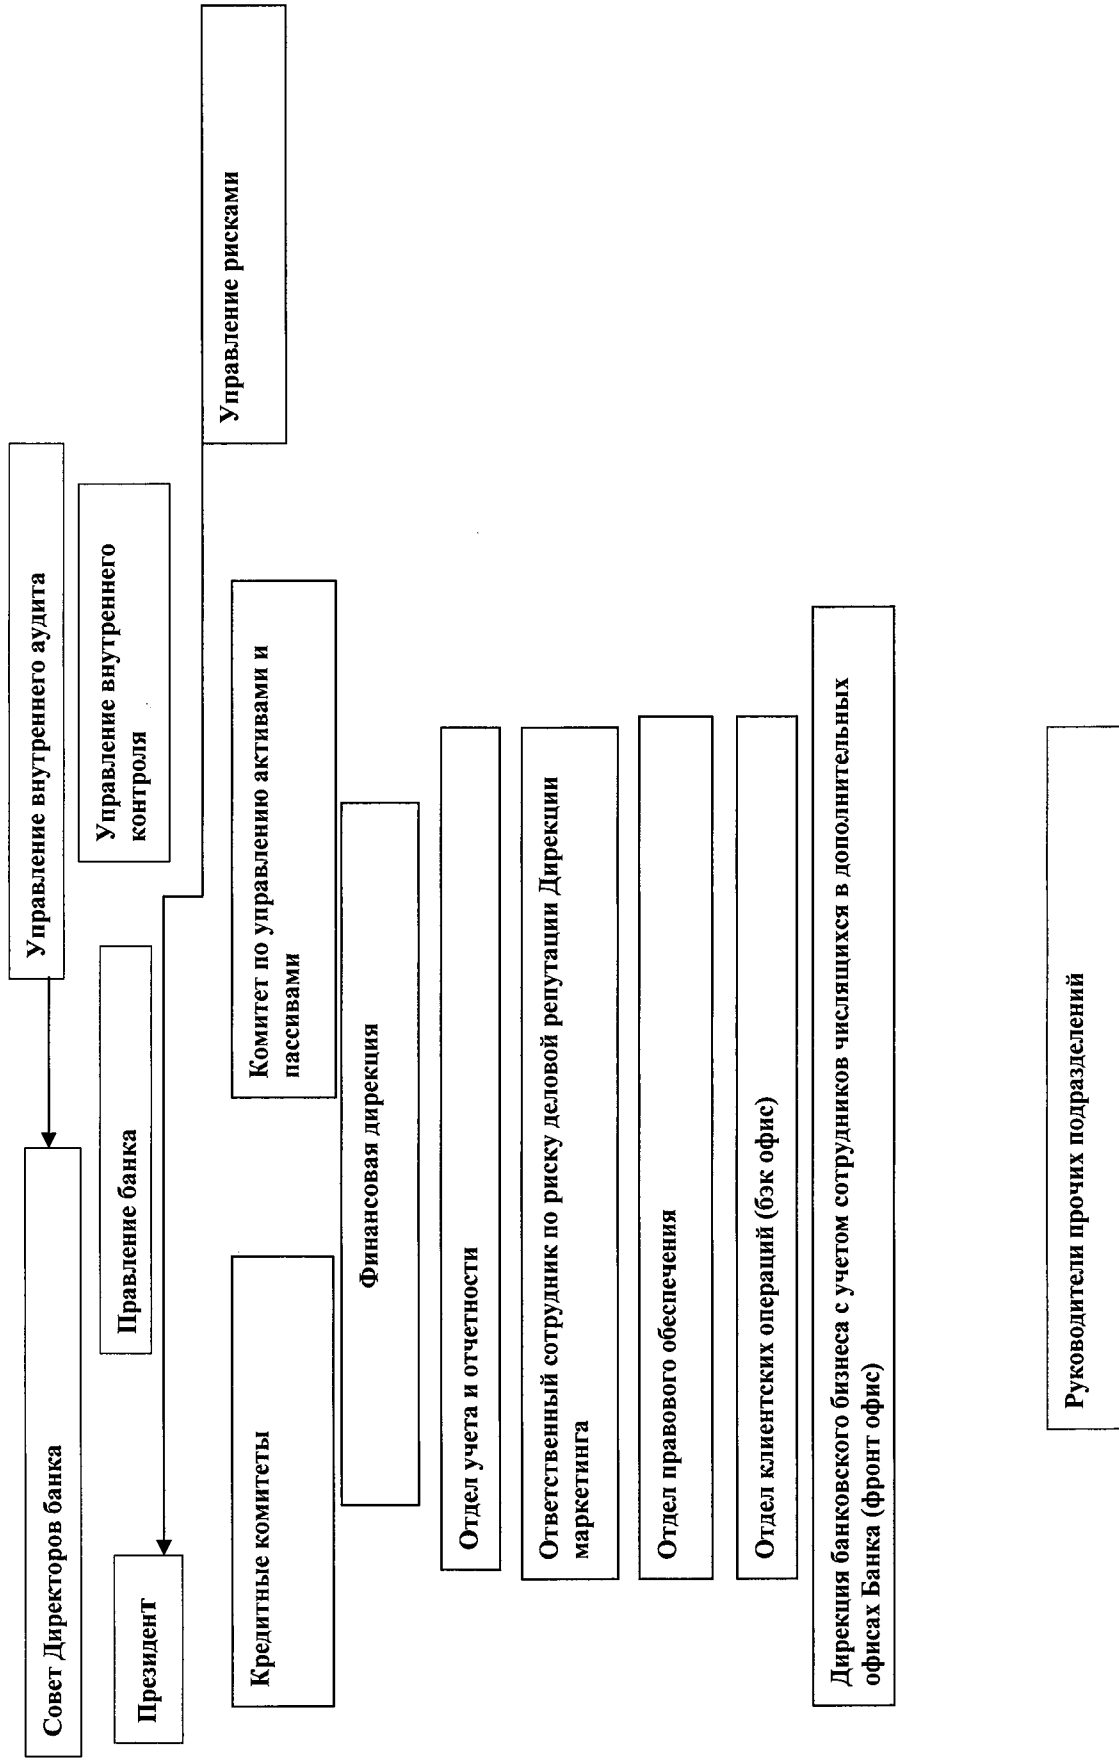 Совет Директоров банка
Управление внутреннего аудита
Президент
Правление банка
Управление внутреннего
контроля
Управление рисками
Кредитные комитеты
Комитет по управлению активами и
пассивами
Финансовая дирекция
Отдел учета и отчетности
Ответственный сотрудник по риску деловой репутации Дирекции
маркетинга
Отдел правового обеспечения
Отдел клиентских операций (бэк офис)
Дирекция банковского бизнеса с учетом сотрудников числящихся в дополнительных
офисах Банка (фронт офис)
Руководители прочих подразделений